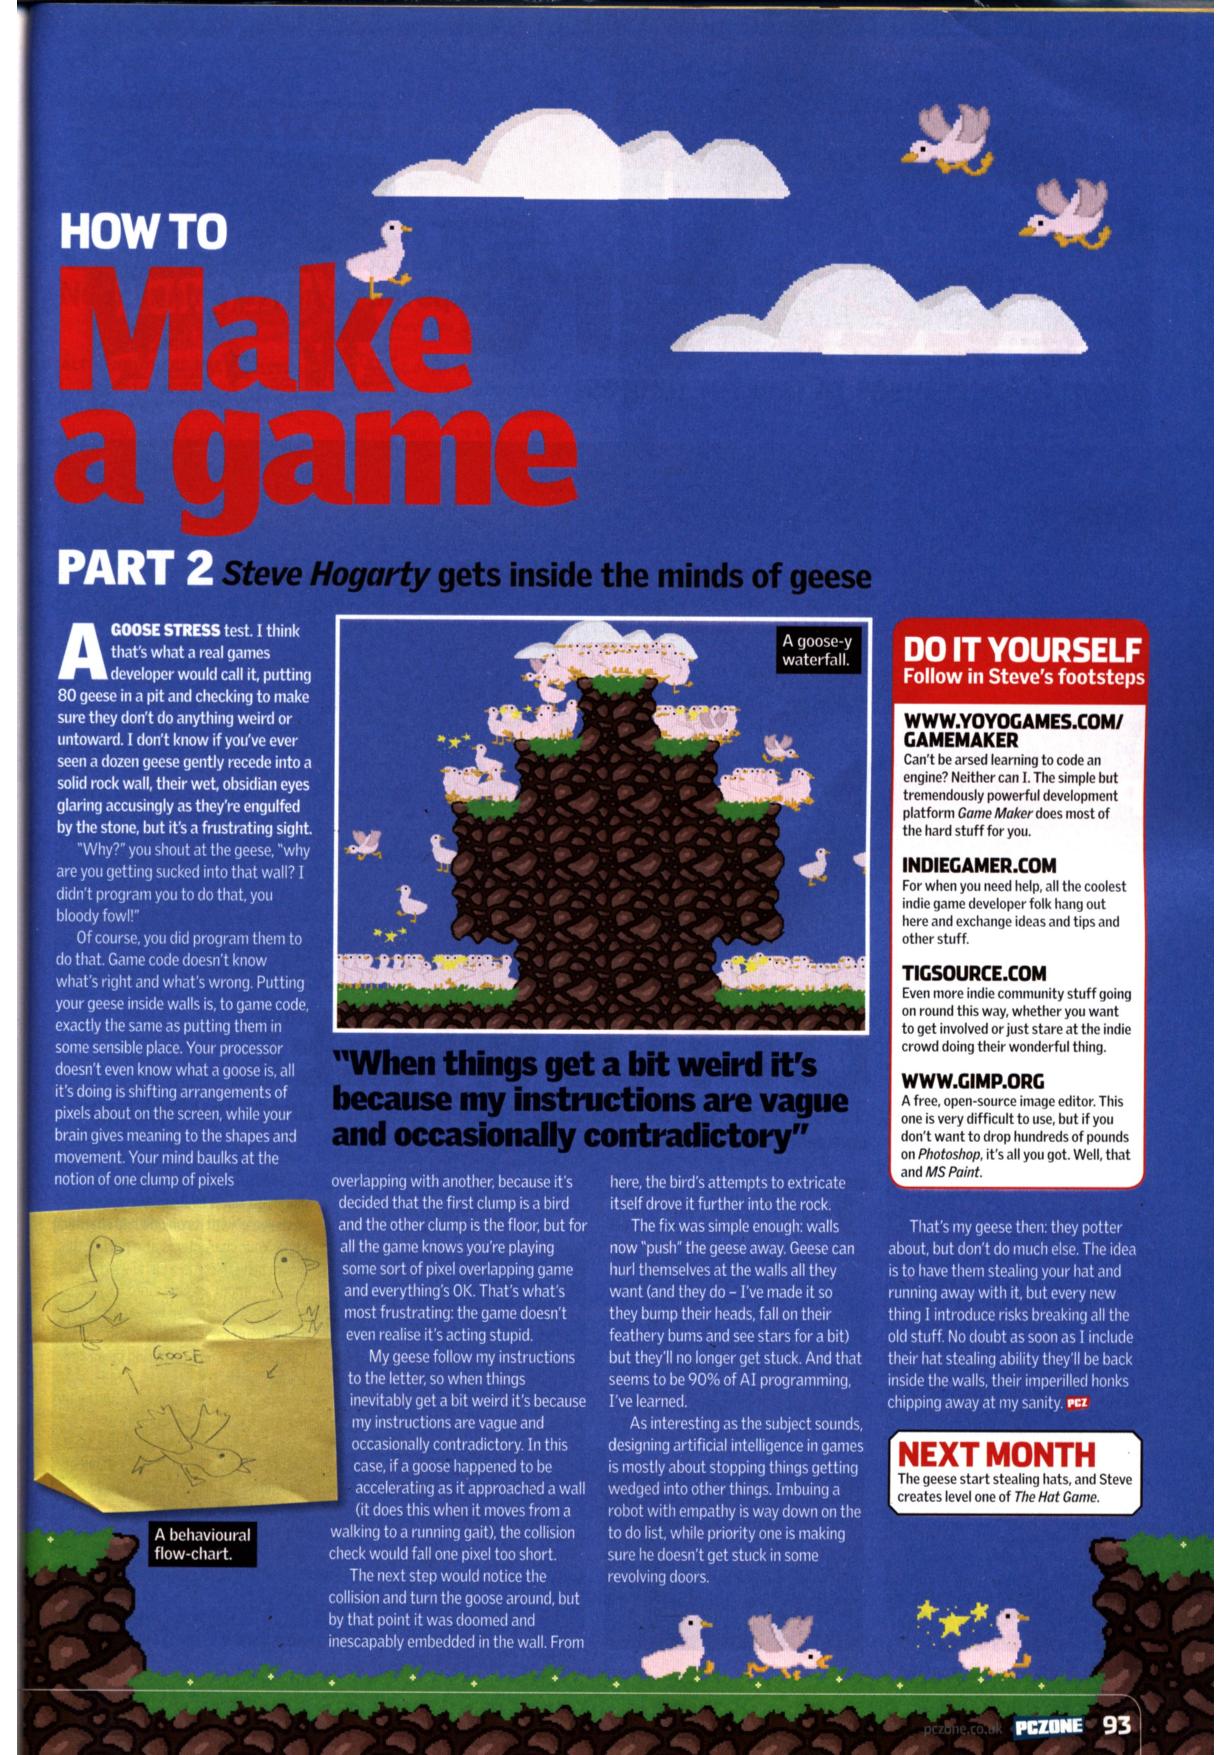 HOW TO
Make
a game
PART 2 Steve Hogarty gets inside the minds of geese
A GOOSE STRESS test. I think
that's what a real games
developer would call it, putting
80 geese in a pit and checking to make
sure they don't do anything weird or
untoward. I don't know if you've ever
seen a dozen geese gently recede into a
solid rock wall, their wet, obsidian eyes
glaring accusingly as they're engulfed
by the stone, but it's a frustrating sight.
"Why?" you shout at the geese, "why
are you getting sucked into that wall? I
didn't program you to do that, you
bloody fowl!"
Of course, you did program them to
do that. Game code doesn't know
what's right and what's wrong. Putting
your geese inside walls is, to game code,
exactly the same as putting them in
some sensible place. Your processor
doesn't even know what a goose is, all
it's doing is shifting arrangements of
pixels about on the screen, while your
brain gives meaning to the shapes and
movement. Your mind baulks at the
notion of one clump of pixels
GOOSE
A behavioural
flow-chart.
A goose-y
waterfall.
"When things get a bit weird it's
because my instructions are vague
and occasionally contradictory"
overlapping with another, because it's
decided that the first clump is a bird
and the other clump is the floor, but for
all the game knows you're playing
some sort of pixel overlapping game
and everything's OK. That's what's
most frustrating: the game doesn't
even realise it's acting stupid.
My geese follow my instructions
to the letter, so when things
inevitably get a bit weird it's because
my instructions are vague and
occasionally contradictory. In this
case, if a goose happened to be
accelerating as it approached a wall
(it does this when it moves from a
walking to a running gait), the collision
check would fall one pixel too short.
The next step would notice the
collision and turn the goose around, but
by that point it was doomed and
inescapably embedded in the wall. From
here, the bird's attempts to extricate
itself drove it further into the rock.
The fix was simple enough: walls
now "push" the geese away. Geese can
hurl themselves at the walls all they
want (and they do – I've made it so
they bump their heads, fall on their
feathery bums and see stars for a bit)
but they'll no longer get stuck. And that
seems to be 90% of AI programming,
I've learned.
As interesting as the subject sounds,
designing artificial intelligence in games
is mostly about stopping things getting
wedged into other things. Imbuing a
robot with empathy is way down on the
to do list, while priority one is making
sure he doesn't get stuck in some
revolving doors.
DO IT YOURSELF
Follow in Steve's footsteps
WWW.YOYOGAMES.COM/
GAMEMAKER
Can't be arsed learning to code an
engine? Neither can I. The simple but
tremendously powerful development
platform Game Maker does most of
the hard stuff for you.
INDIEGAMER.COM
For when you need help, all the coolest
indie game developer folk hang out
here and exchange ideas and tips and
other stuff.
TIGSOURCE.COM
Even more indie community stuff going
on round this way, whether you want
to get involved or just stare at the indie
crowd doing their wonderful thing.
WWW.GIMP.ORG
A free, open-source image editor. This
one is very difficult to use, but if you
don't want to drop hundreds of pounds
on Photoshop, it's all you got. Well, that
and MS Paint.
That's my geese then: they potter
about, but don't do much else. The idea
is to have them stealing your hat and
running away with it, but every new
thing I introduce risks breaking all the
old stuff. No doubt as soon as I include
their hat stealing ability they'll be back
inside the walls, their imperilled honks
chipping away at my sanity. PCZ
NEXT MONTH
The geese start stealing hats, and Steve
creates level one of The Hat Game.
pczone.co.uk PCZONE 93